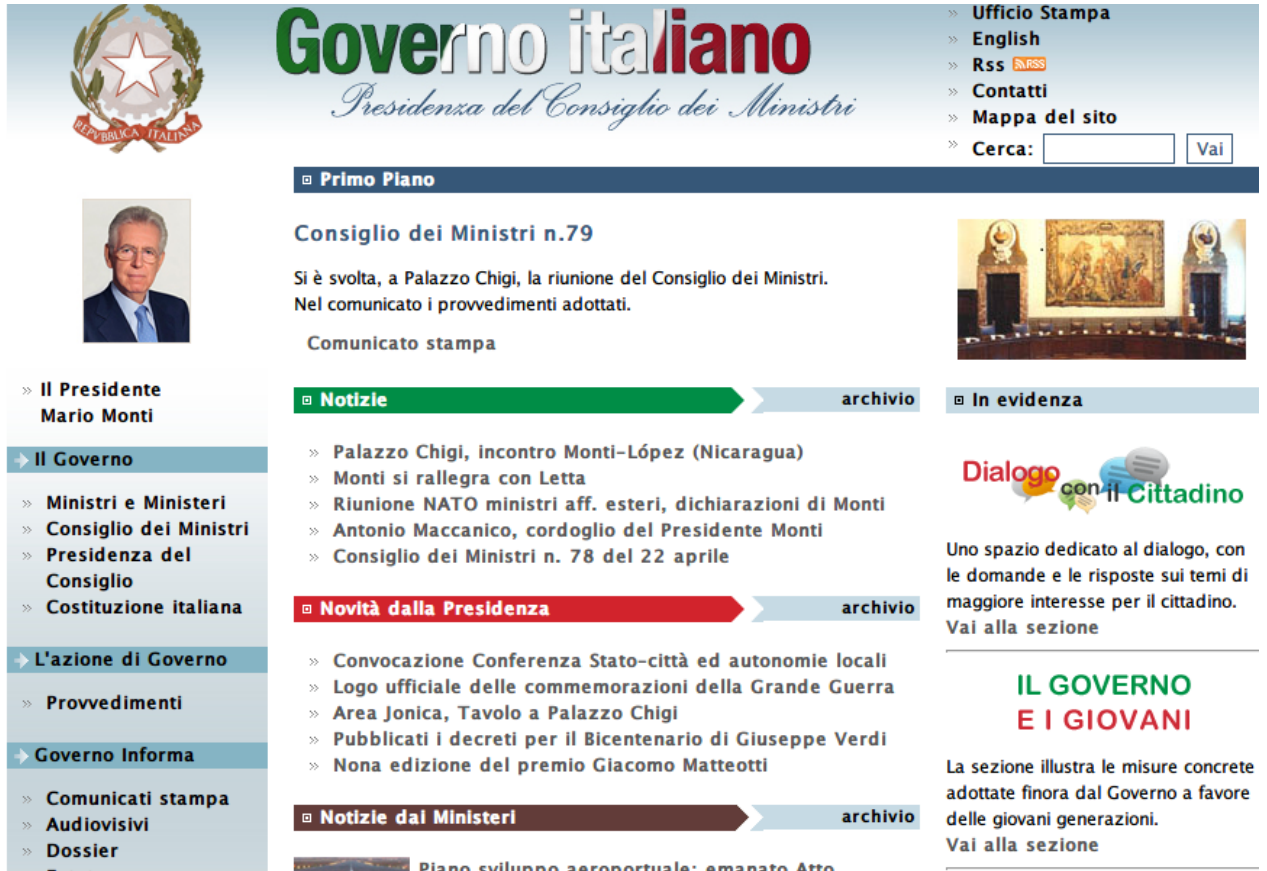 REPVBBLICA ITALIANA
Governo italiano
Presidenza del Consiglio dei Ministri
» Ufficio Stampa
» English
» Rss RSS
» Contatti
» Mappa del sito
» Cerca: Vai
» Il Presidente
Mario Monti
Il Governo
» Ministri e Ministeri
» Consiglio dei Ministri
» Presidenza del
Consiglio
» Costituzione italiana
L'azione di Governo
» Provvedimenti
Governo Informa
» Comunicati stampa
» Audiovisivi
» Dossier
Primo Piano
Consiglio dei Ministri n.79
Si è svolta, a Palazzo Chigi, la riunione del Consiglio dei Ministri.
Nel comunicato i provvedimenti adottati.
Comunicato stampa
Notizie archivio
» Palazzo Chigi, incontro Monti-López (Nicaragua)
» Monti si rallegra con Letta
» Riunione NATO ministri aff. esteri, dichiarazioni di Monti
» Antonio Maccanico, cordoglio del Presidente Monti
» Consiglio dei Ministri n. 78 del 22 aprile
Novità dalla Presidenza archivio
» Convocazione Conferenza Stato-città ed autonomie locali
» Logo ufficiale delle commemorazioni della Grande Guerra
» Area Jonica, Tavolo a Palazzo Chigi
» Pubblicati i decreti per il Bicentenario di Giuseppe Verdi
» Nona edizione del premio Giacomo Matteotti
Notizie dai Ministeri archivio
Piano sviluppo aeroportuale: emanato Atto
In evidenza
Dialogo con il Cittadino
Uno spazio dedicato al dialogo, con
le domande e le risposte sui temi di
maggiore interesse per il cittadino.
Vai alla sezione
IL GOVERNO
E I GIOVANI
La sezione illustra le misure concrete
adottate finora dal Governo a favore
delle giovani generazioni.
Vai alla sezione